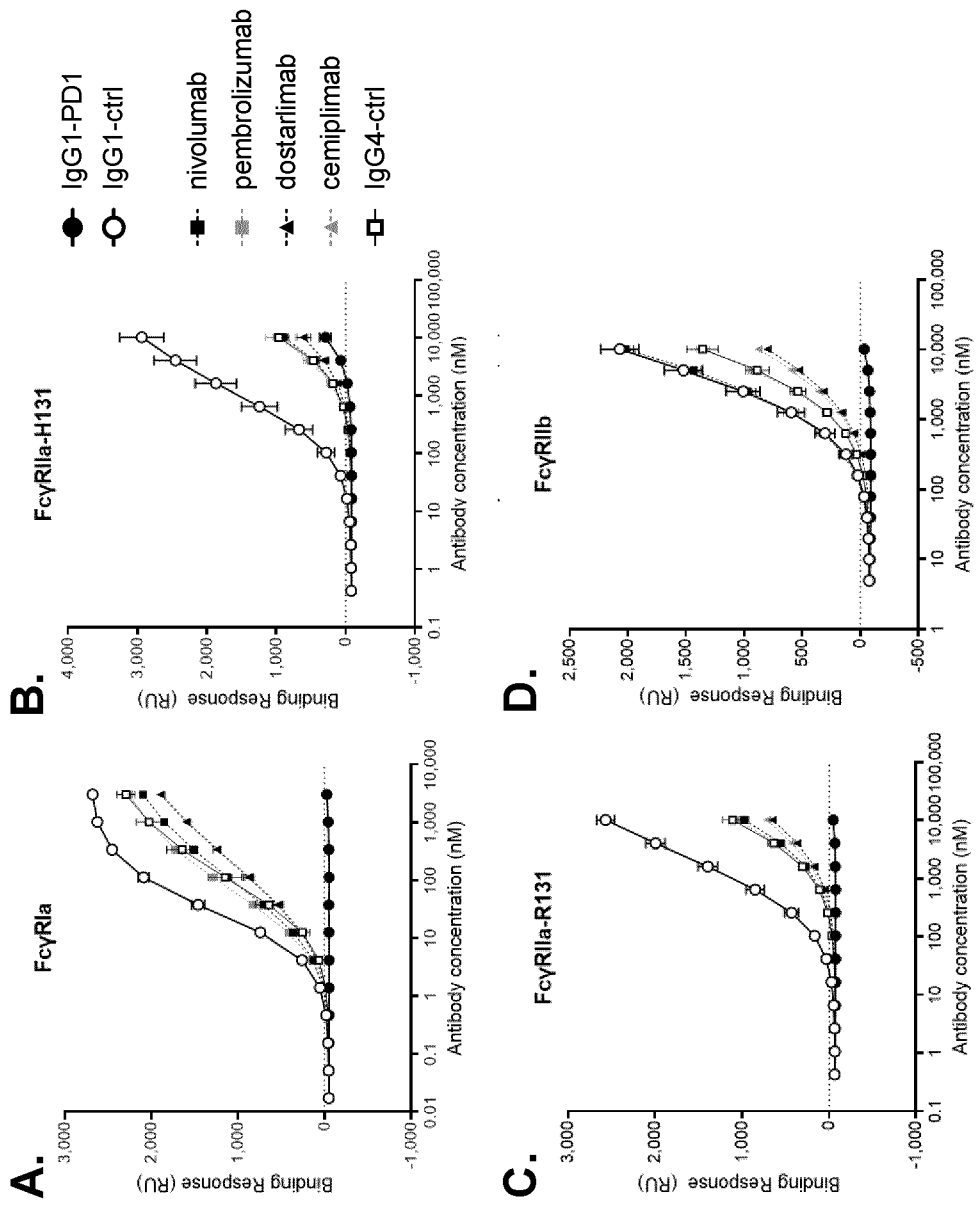 A.
FcγRIa
Binding Response (RU)
3,000
2,000
1,000
0
-1,000
0.01
0.1
1
10
100
1,000
10,000
Antibody concentration (nM)
B.
FcγRIIa-H131
Binding Response (RU)
4,000
3,000
2,000
1,000
0
-1,000
0.1
1
10
100
1,000
10,000
100,000
Antibody concentration (nM)
IgG1-PD1
IgG1-ctrl
nivolumab
pembrolizumab
dostarlimab
cemiplimab
IgG4-ctrl
C.
FcγRIIa-R131
Binding Response (RU)
3,000
2,000
1,000
0
-1,000
0.1
1
10
100
1,000
10,000
100,000
Antibody concentration (nM)
D.
FcγRIIb
Binding Response (RU)
2,500
2,000
1,500
1,000
500
0
-500
1
10
100
1,000
10,000
100,000
Antibody concentration (nM)